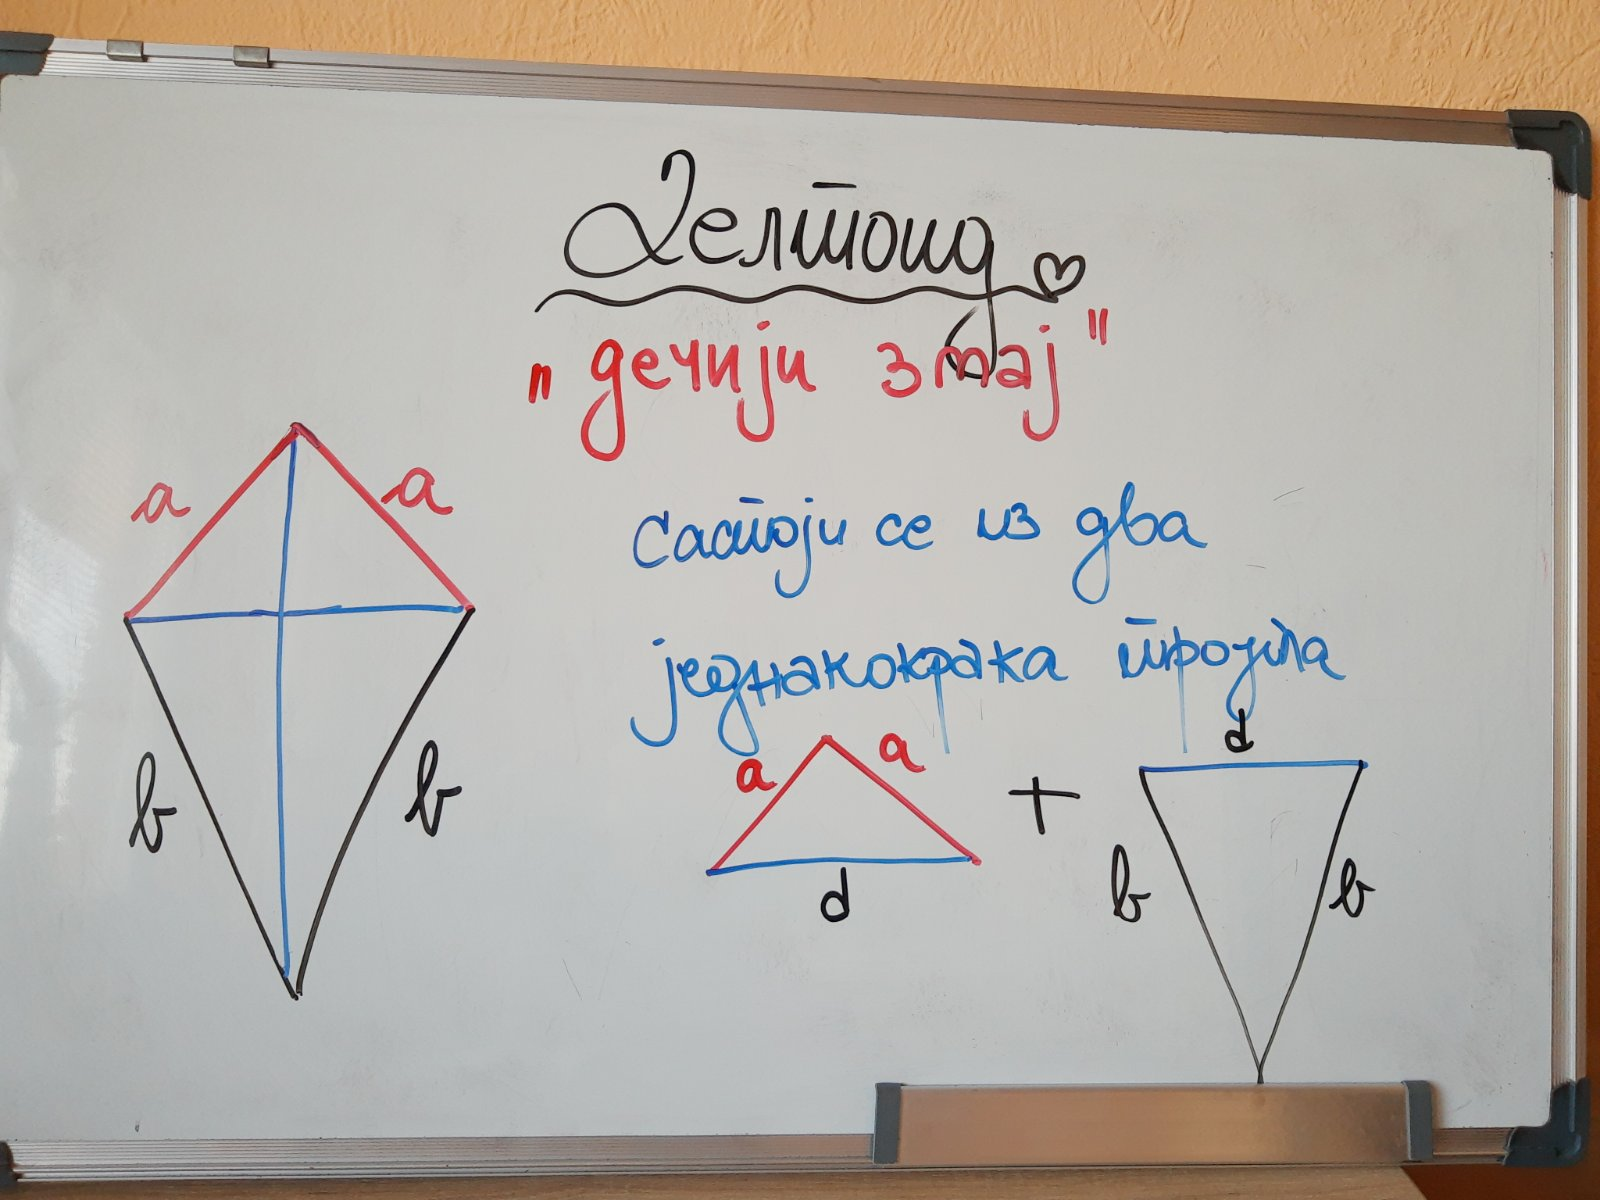 Делтоид
„дечији змај"
Састоји се из два
једнакокрака троугла
a a
b b
a a
d
+
d
b b